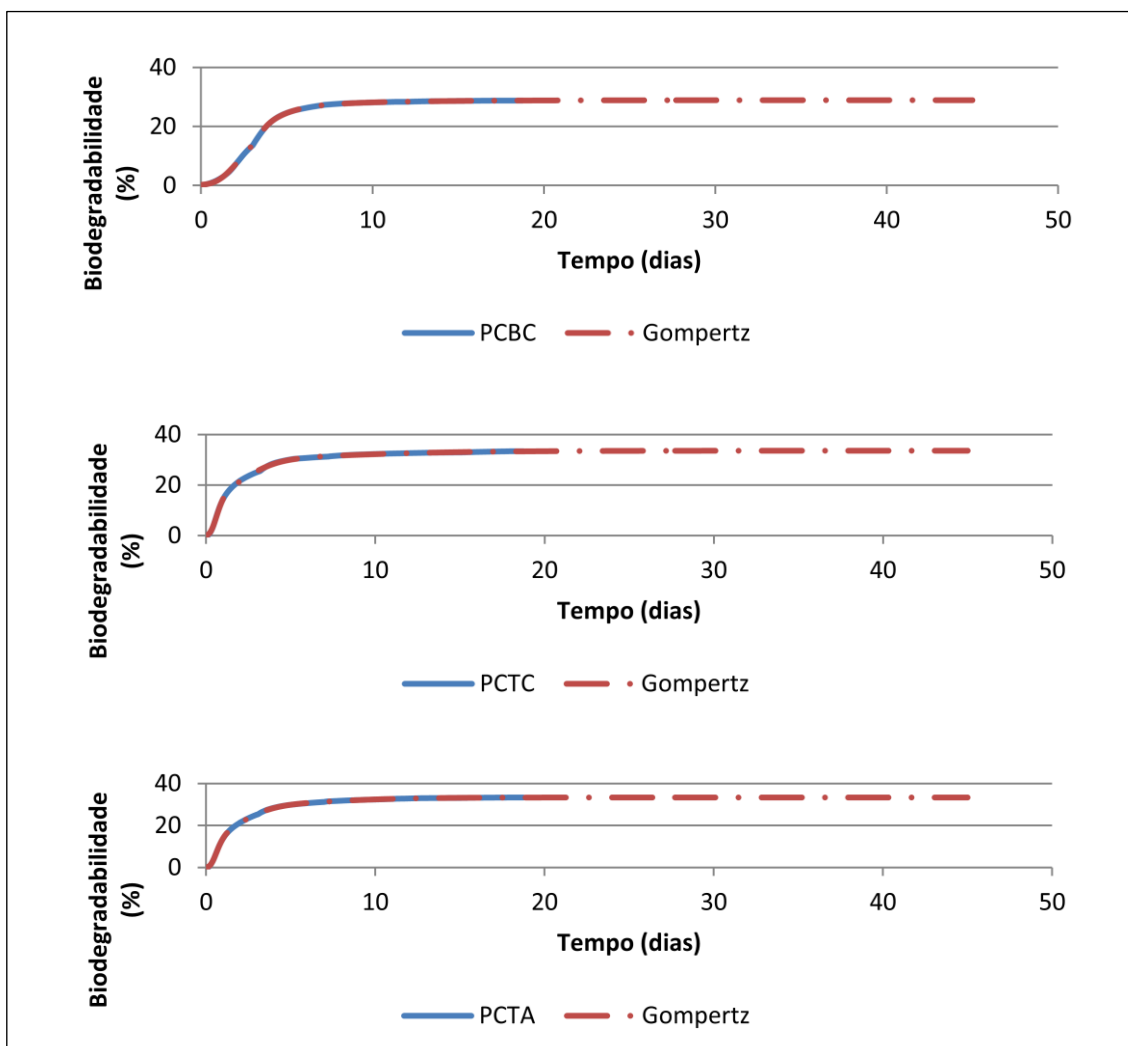 Biodegradabilidade
(%)
40
20
0
0 10 20 30 40 50
Tempo (dias)
PCBC Gompertz
Biodegradabilidade
(%)
40
20
0
0 10 20 30 40 50
Tempo (dias)
PCTC Gompertz
Biodegradabilidade
(%)
40
20
0
0 10 20 30 40 50
Tempo (dias)
PCTA Gompertz